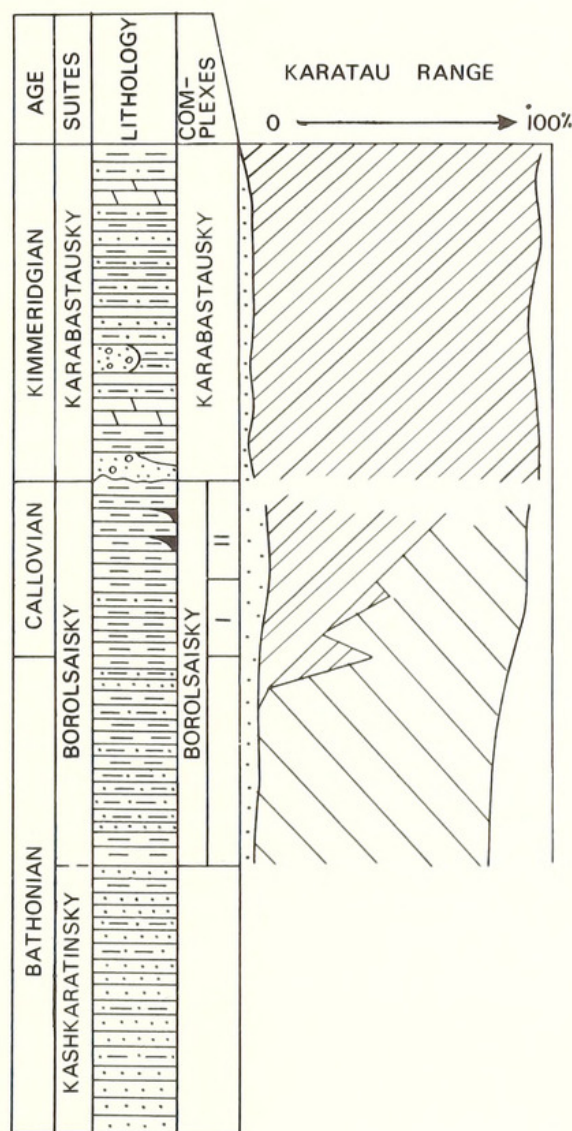 AGE
SUITES
LITHOLOGY
COM-
PLEXES
KARATAU RANGE
0
100%
KIMMERIDGIAN
KARABASTAUSKY
KARABASTAUSKY
CALLOVIAN
BOROLSAISKY
BOROLSAISKY
II
I
BATHONIAN
KASHKARATINSKY